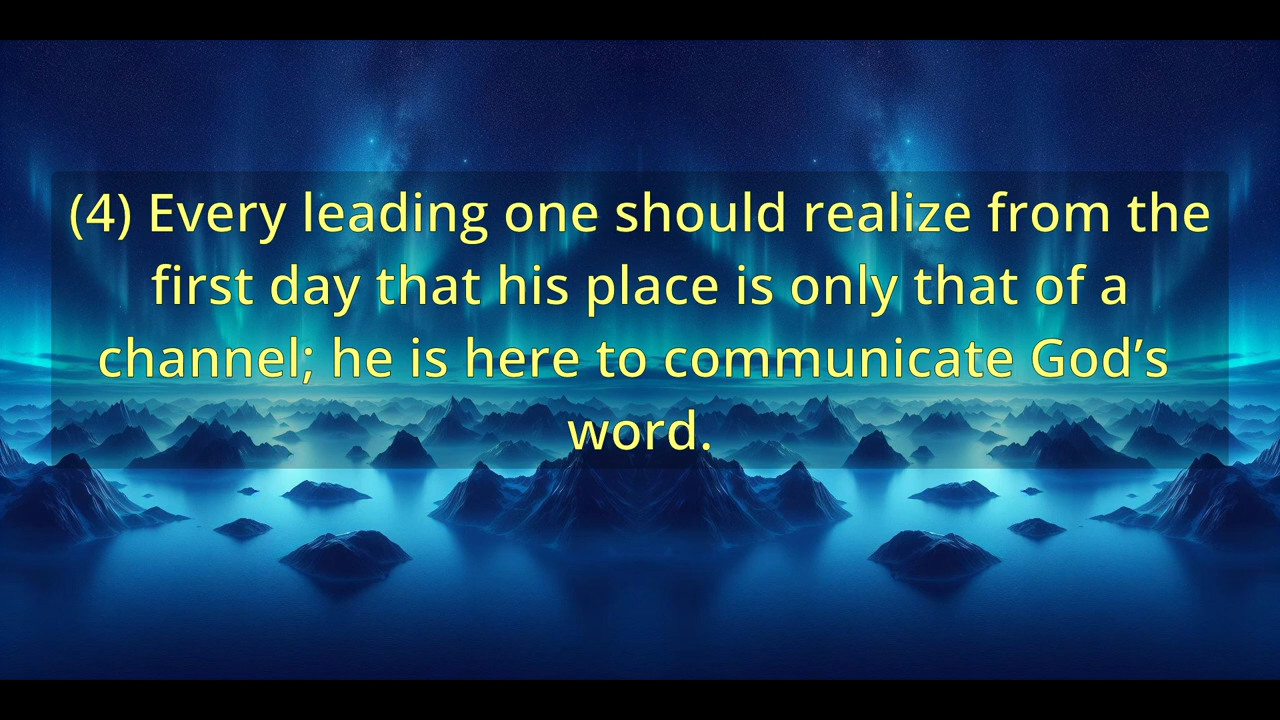 (4) Every leading one should realize from the
first day that his place is only that of a
channel; he is here to communicate God’s
word.